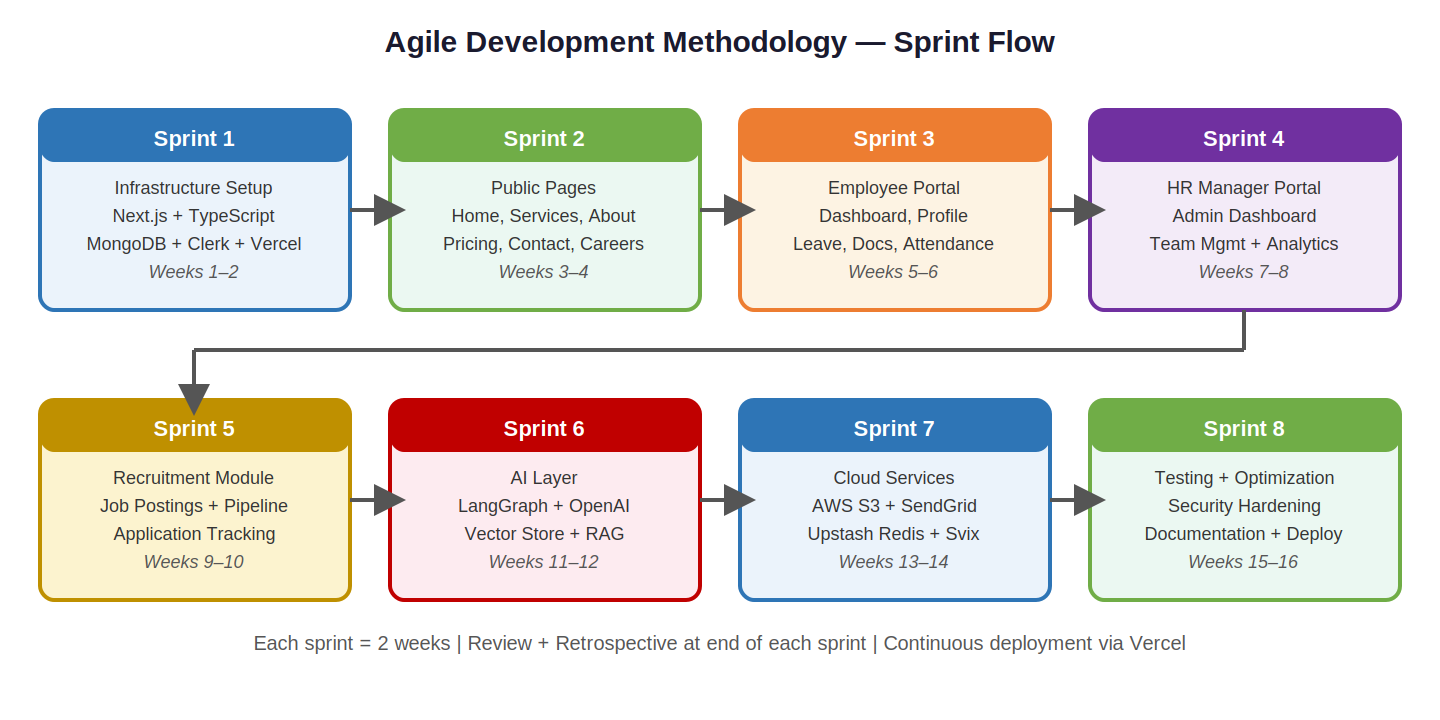 Agile Development Methodology — Sprint Flow
Sprint 1
Infrastructure Setup
Next.js + TypeScript
MongoDB + Clerk + Vercel
Weeks 1–2
Sprint 2
Public Pages
Home, Services, About
Pricing, Contact, Careers
Weeks 3–4
Sprint 3
Employee Portal
Dashboard, Profile
Leave, Docs, Attendance
Weeks 5–6
Sprint 4
HR Manager Portal
Admin Dashboard
Team Mgmt + Analytics
Weeks 7–8
Sprint 5
Recruitment Module
Job Postings + Pipeline
Application Tracking
Weeks 9–10
Sprint 6
AI Layer
LangGraph + OpenAI
Vector Store + RAG
Weeks 11–12
Sprint 7
Cloud Services
AWS S3 + SendGrid
Upstash Redis + Svix
Weeks 13–14
Sprint 8
Testing + Optimization
Security Hardening
Documentation + Deploy
Weeks 15–16
Each sprint = 2 weeks | Review + Retrospective at end of each sprint | Continuous deployment via Vercel